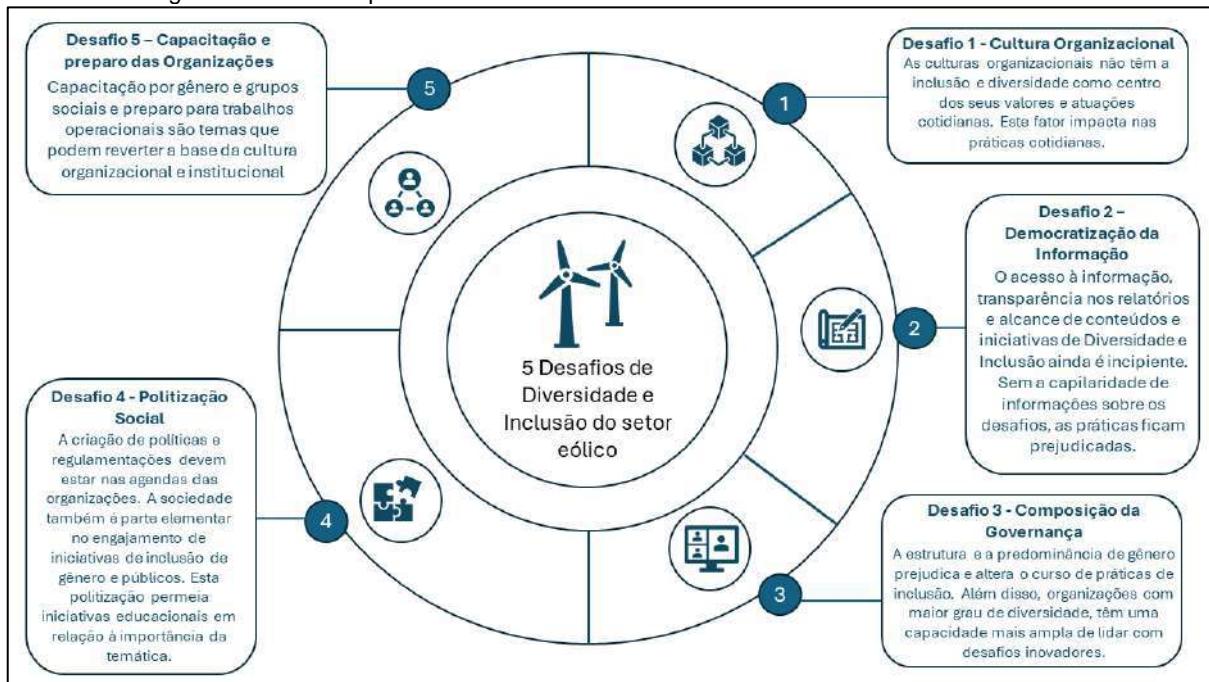 Desafio 5 – Capacitação e
preparo das Organizações
Capacitação por gênero e grupos
sociais e preparo para trabalhos
operacionais são temas que
podem reverter a base da cultura
organizacional e institucional
5
Desafio 1 - Cultura Organizacional
As culturas organizacionais não têm a
inclusão e diversidade como centro
dos seus valores e atuações
cotidianas. Este fator impacta nas
práticas cotidianas.
1
Desafio 2 –
Democratização da
Informação
O acesso à informação,
transparência nos relatórios
e alcance de conteúdos e
iniciativas de Diversidade e
Inclusão ainda é incipiente.
Sem a capilaridade de
informações sobre os
desafios, as práticas ficam
prejudicadas.
2
5 Desafios de
Diversidade e
Inclusão do setor
eólico
Desafio 4 - Politização
Social
A criação de políticas e
regulamentações devem
estar nas agendas das
organizações. A sociedade
também é parte elementar
no engajamento de
iniciativas de inclusão de
gênero e públicos. Esta
politização permeia
iniciativas educacionais em
relação à importância da
temática.
4
Desafio 3 - Composição da
Governança
A estrutura e a predominância de gênero
prejudica e altera o curso de práticas de
inclusão. Além disso, organizações com
maior grau de diversidade, têm uma
capacidade mais ampla de lidar com
desafios inovadores.
3